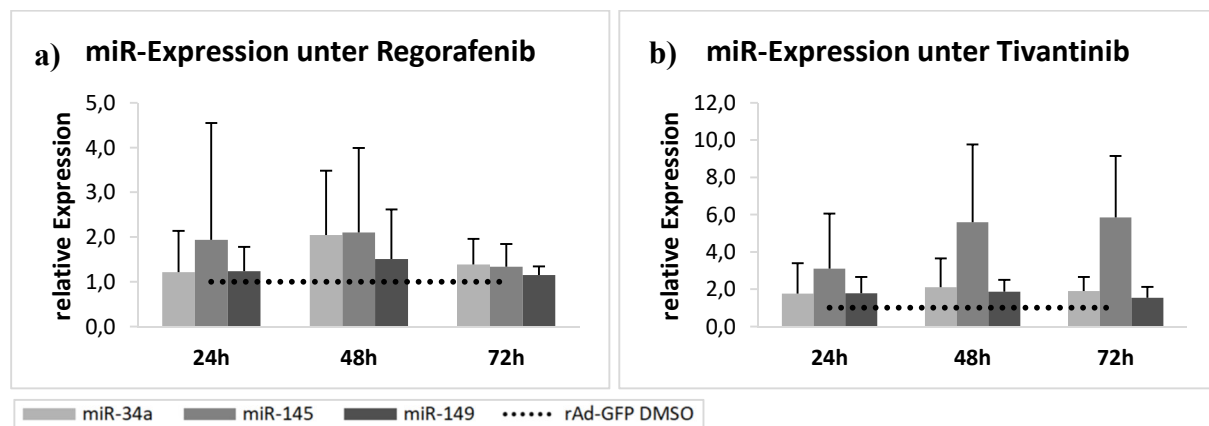 a) miR-Expression unter Regorafenib
relative Expression
5,0
4,0
3,0
2,0
1,0
0,0
24h 48h 72h
b) miR-Expression unter Tivantinib
relative Expression
12,0
10,0
8,0
6,0
4,0
2,0
0,0
24h 48h 72h
miR-34a miR-145 miR-149 rAd-GFP DMSO